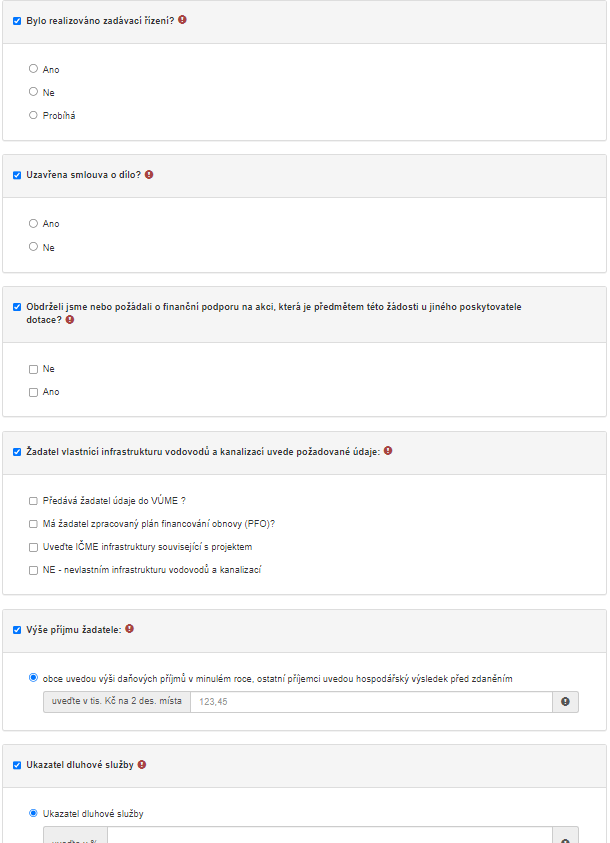 Bylo realizováno zadávací řízení?
Ano
Ne
Probíhá
Uzavřena smlouva o dílo?
Ano
Ne
Obdrželi jsme nebo požádali o finanční podporu na akci, která je předmětem této žádosti u jiného poskytovatele
dotace?
Ne
Ano
Žadatel vlastnící infrastrukturu vodovodů a kanalizací uvede požadované údaje:
Předává žadatel údaje do VÚME ?
Má žadatel zpracovaný plán financování obnovy (PFO)?
Uveďte IČME infrastruktury související s projektem
NE - nevlastním infrastrukturu vodovodů a kanalizací
Výše příjmu žadatele:
obce uvedou výši daňových příjmů v minulém roce, ostatní příjemci uvedou hospodářský výsledek před zdaněním
uveďte v tis. Kč na 2 des. místa 123,45
Ukazatel dluhové služby
Ukazatel dluhové služby
uveďte v %